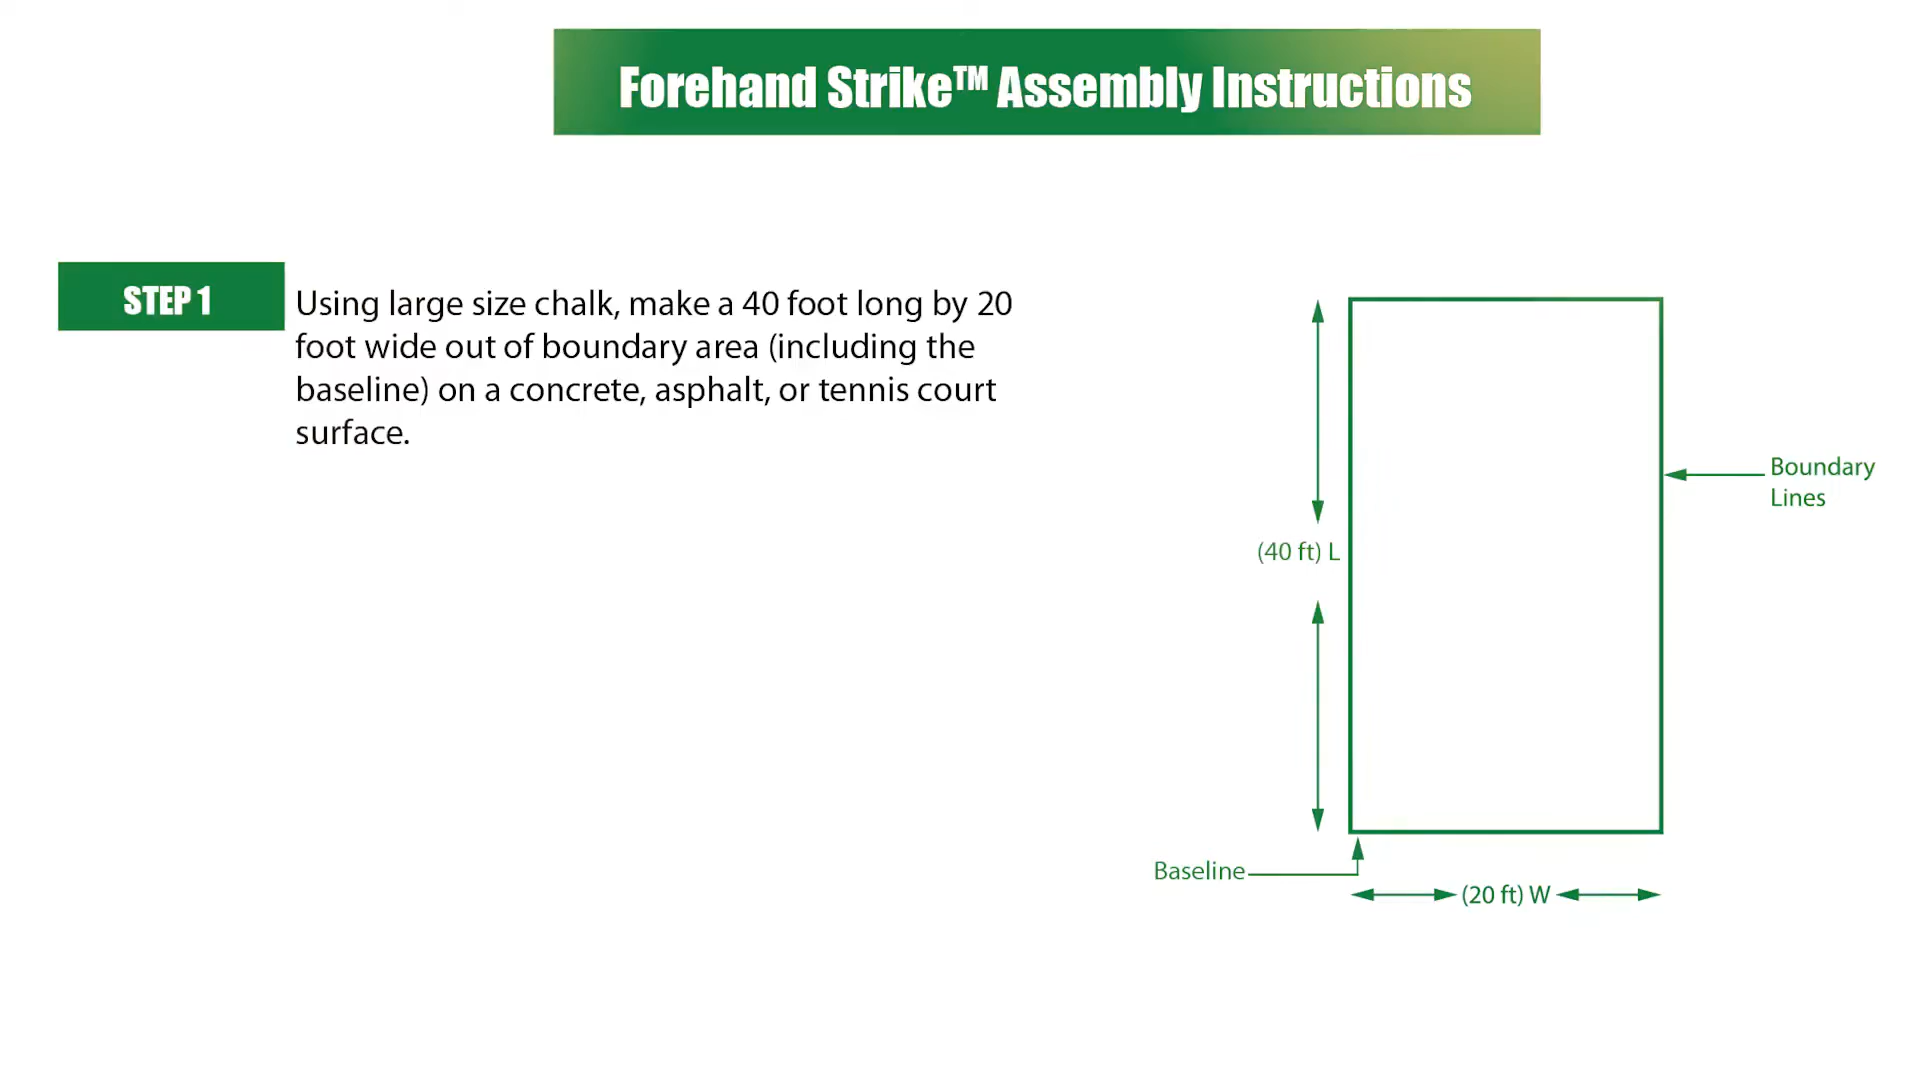 Forehand Strike™ Assembly Instructions
STEP 1
Using large size chalk, make a 40 foot long by 20
foot wide out of boundary area (including the
baseline) on a concrete, asphalt, or tennis court
surface.
Boundary
Lines
(40 ft) L
Baseline
(20 ft) W